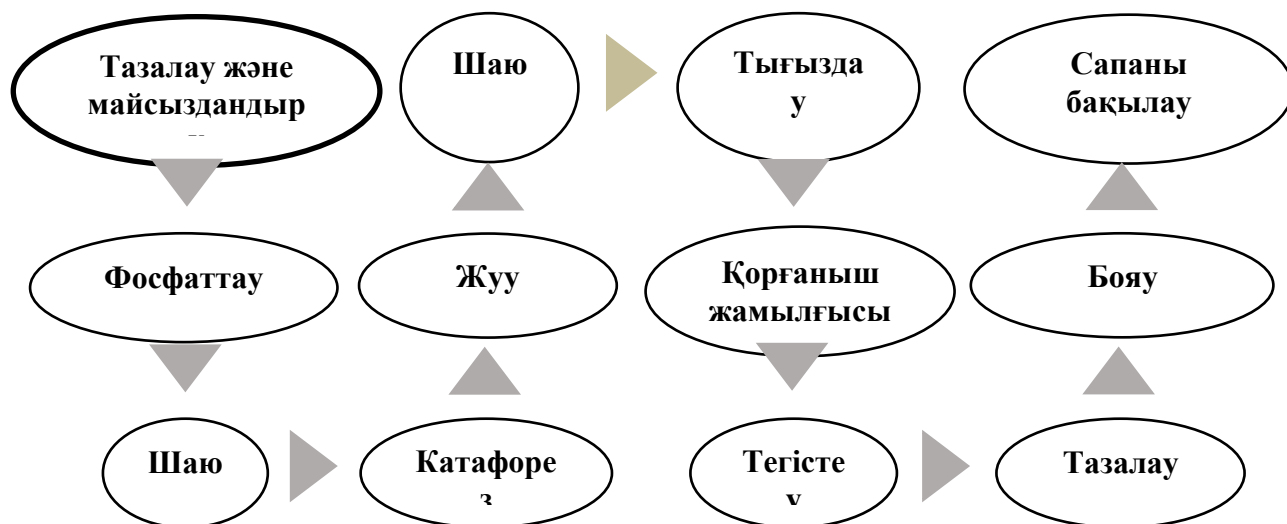 Тазалау және
майсыздандыр
у
Фосфаттау
Шаю
Катафоре
з
Жуу
Шаю
Тығызда
у
Қорғаныш
жамылғысы
Тегісте
у
Тазалау
Бояу
Сапаны
бақылау